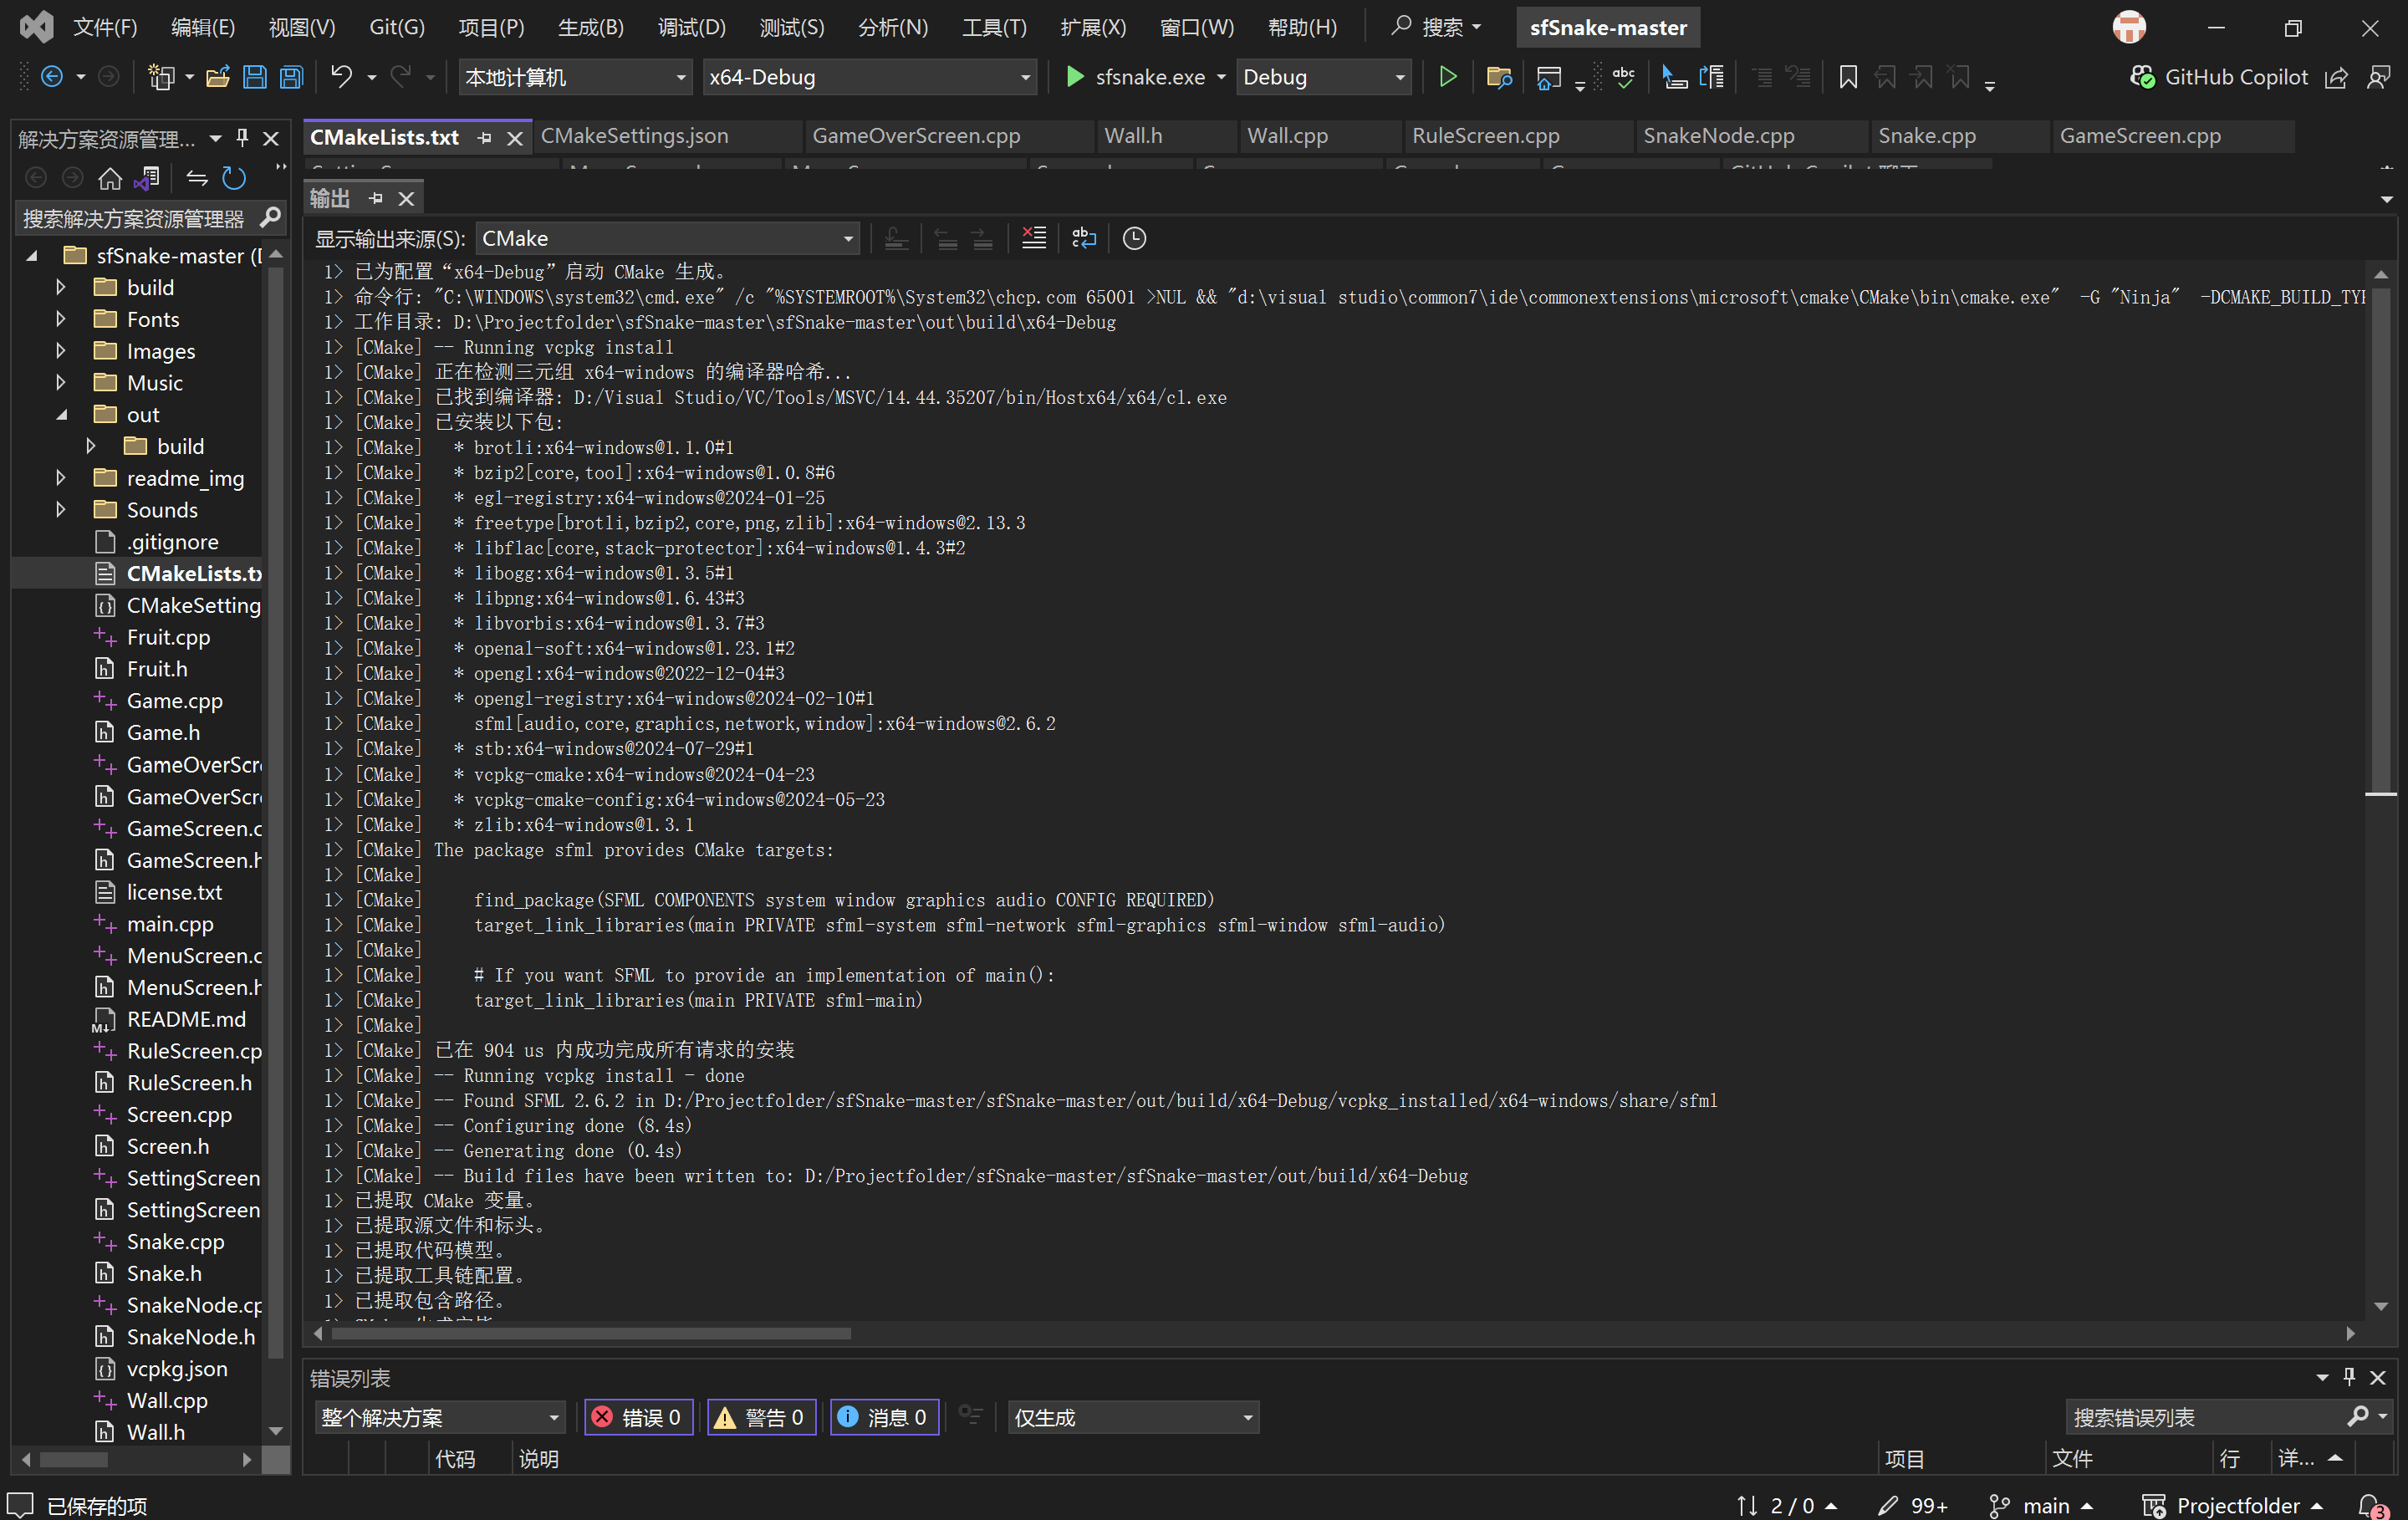 文件(F) 编辑(E) 视图(V) Git(G) 项目(P) 生成(B) 调试(D) 测试(S) 分析(N) 工具(T) 扩展(X) 窗口(W) 帮助(H) 搜索 sfSnake-master
本地计算机 x64-Debug sfsnake.exe Debug GitHub Copilot
解决方案资源管理...
搜索解决方案资源管理器
sfSnake-master (
build
Fonts
Images
Music
out
build
readme_img
Sounds
.gitignore
CMakeLists.tx
CMakeSetting
Fruit.cpp
Fruit.h
Game.cpp
Game.h
GameOverScr
GameOverScr
GameScreen.c
GameScreen.h
license.txt
main.cpp
MenuScreen.c
MenuScreen.h
README.md
RuleScreen.cp
RuleScreen.h
Screen.cpp
Screen.h
SettingScreen
SettingScreen
Snake.cpp
Snake.h
SnakeNode.cp
SnakeNode.h
vcpkg.json
Wall.cpp
Wall.h
CMakeLists.txt CMakeSettings.json GameOverScreen.cpp Wall.h Wall.cpp RuleScreen.cpp SnakeNode.cpp Snake.cpp GameScreen.cpp
输出
显示输出来源(S): CMake
1> 已为配置“x64-Debug”启动 CMake 生成。
1> 命令行: "C:\WINDOWS\system32\cmd.exe" /c "%SYSTEMROOT%\System32\chcp.com 65001 >NUL && "d:\visual studio\common7\ide\commonextensions\microsoft\cmake\CMake\bin\cmake.exe"  -G "Ninja"  -DCMAKE_BUILD_TYP
1> 工作目录: D:\Projectfolder\sfSnake-master\sfSnake-master\out\build\x64-Debug
1> [CMake] -- Running vcpkg install
1> [CMake] 正在检测三元组 x64-windows 的编译器哈希...
1> [CMake] 已找到编译器: D:/Visual Studio/VC/Tools/MSVC/14.44.35207/bin/Hostx64/x64/cl.exe
1> [CMake] 已安装以下包:
1> [CMake]   * brotli:x64-windows@1.1.0#1
1> [CMake]   * bzip2[core,tool]:x64-windows@1.0.8#6
1> [CMake]   * egl-registry:x64-windows@2024-01-25
1> [CMake]   * freetype[brotli,bzip2,core,png,zlib]:x64-windows@2.13.3
1> [CMake]   * libflac[core,stack-protector]:x64-windows@1.4.3#2
1> [CMake]   * libogg:x64-windows@1.3.5#1
1> [CMake]   * libpng:x64-windows@1.6.43#3
1> [CMake]   * libvorbis:x64-windows@1.3.7#3
1> [CMake]   * openal-soft:x64-windows@1.23.1#2
1> [CMake]   * opengl:x64-windows@2022-12-04#3
1> [CMake]   * opengl-registry:x64-windows@2024-02-10#1
1> [CMake]     sfml[audio,core,graphics,network,window]:x64-windows@2.6.2
1> [CMake]   * stb:x64-windows@2024-07-29#1
1> [CMake]   * vcpkg-cmake:x64-windows@2024-04-23
1> [CMake]   * vcpkg-cmake-config:x64-windows@2024-05-23
1> [CMake]   * zlib:x64-windows@1.3.1
1> [CMake] The package sfml provides CMake targets:
1> [CMake]
1> [CMake]     find_package(SFML COMPONENTS system window graphics audio CONFIG REQUIRED)
1> [CMake]     target_link_libraries(main PRIVATE sfml-system sfml-network sfml-graphics sfml-window sfml-audio)
1> [CMake]
1> [CMake]     # If you want SFML to provide an implementation of main():
1> [CMake]     target_link_libraries(main PRIVATE sfml-main)
1> [CMake]
1> [CMake] 已在 904 us 内成功完成所有请求的安装
1> [CMake] -- Running vcpkg install - done
1> [CMake] -- Found SFML 2.6.2 in D:/Projectfolder/sfSnake-master/sfSnake-master/out/build/x64-Debug/vcpkg_installed/x64-windows/share/sfml
1> [CMake] -- Configuring done (8.4s)
1> [CMake] -- Generating done (0.4s)
1> [CMake] -- Build files have been written to: D:/Projectfolder/sfSnake-master/sfSnake-master/out/build/x64-Debug
1> 已提取 CMake 变量。
1> 已提取源文件和标头。
1> 已提取代码模型。
1> 已提取工具链配置。
1> 已提取包含路径。
错误列表
整个解决方案 错误 0 警告 0 消息 0 仅生成 搜索错误列表
代码 说明 项目 文件 行 详...
已保存的项 2 / 0 99+ main Projectfolder 3